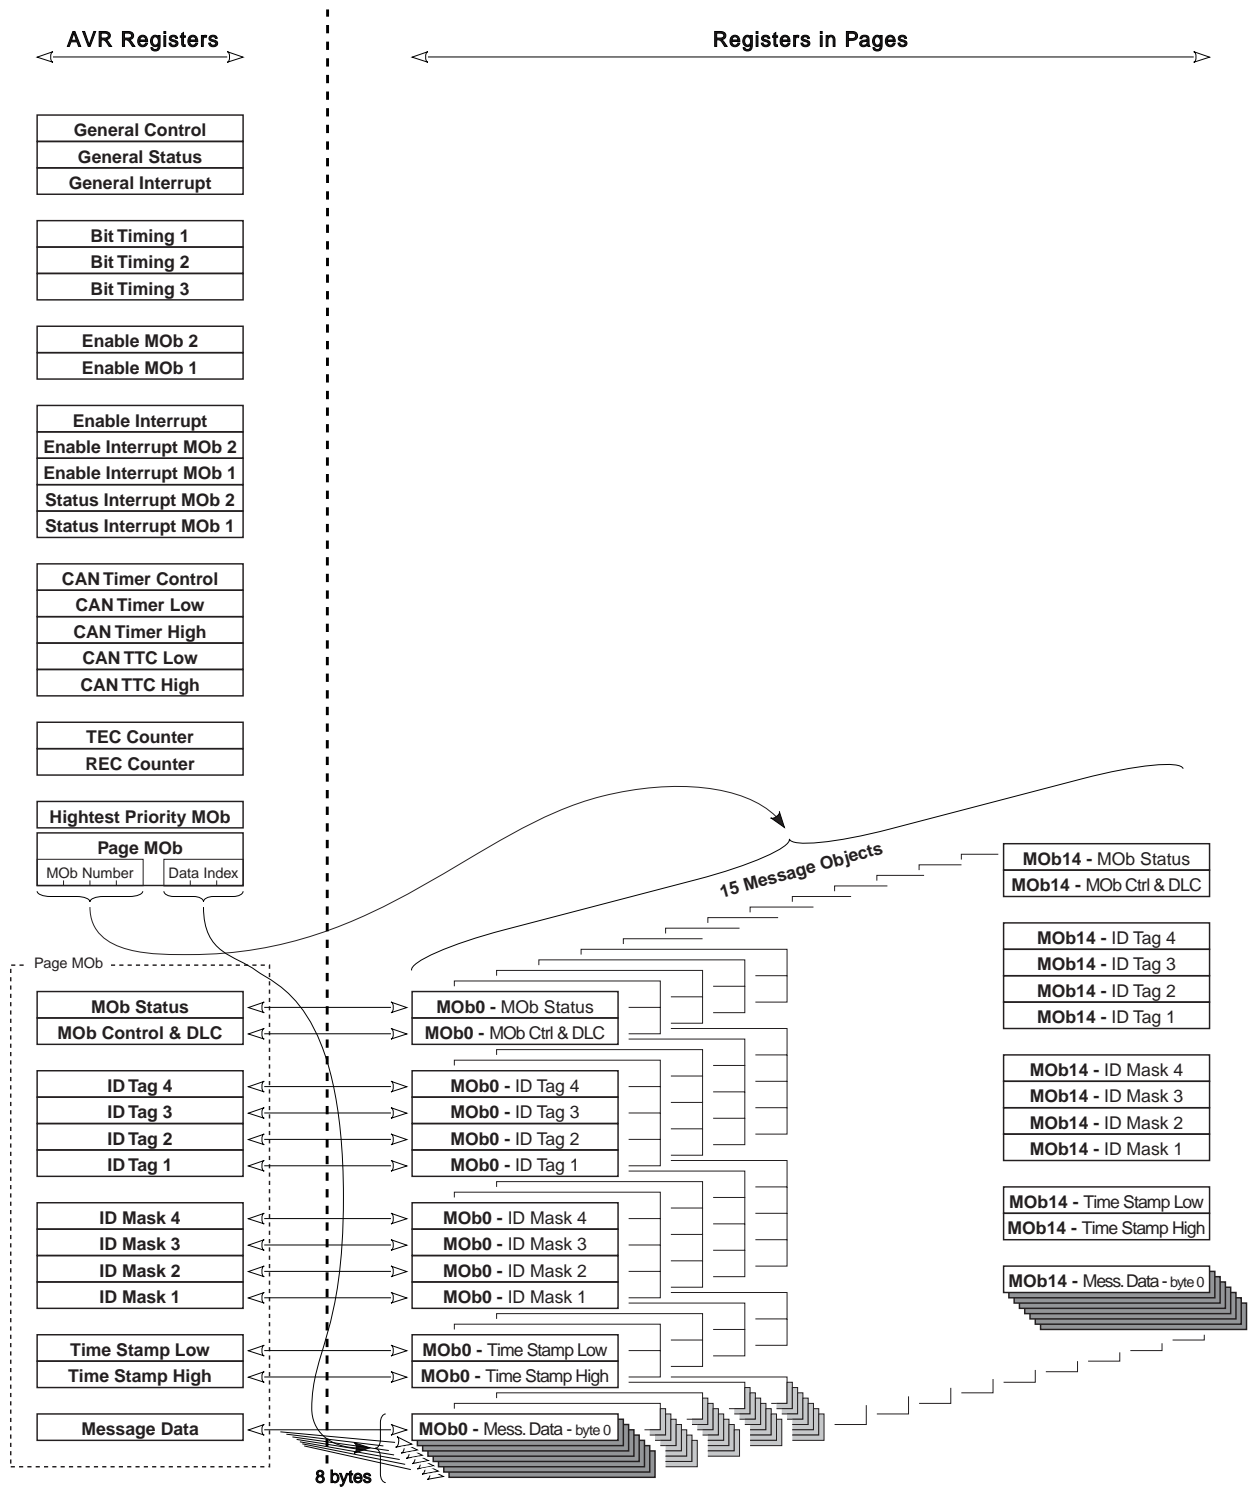 AVR Registers
Registers in Pages
General Control
General Status
General Interrupt
Bit Timing 1
Bit Timing 2
Bit Timing 3
Enable MOb 2
Enable MOb 1
Enable Interrupt
Enable Interrupt MOb 2
Enable Interrupt MOb 1
Status Interrupt MOb 2
Status Interrupt MOb 1
CAN Timer Control
CAN Timer Low
CAN Timer High
CAN TTC Low
CAN TTC High
TEC Counter
REC Counter
Highest Priority MOb
Page MOb
MOb Number
Data Index
Page MOb
MOb Status
MOb Control & DLC
ID Tag 4
ID Tag 3
ID Tag 2
ID Tag 1
ID Mask 4
ID Mask 3
ID Mask 2
ID Mask 1
Time Stamp Low
Time Stamp High
Message Data
8 bytes
15 Message Objects
MOb0 - MOb Status
MOb0 - MOb Ctrl & DLC
MOb0 - ID Tag 4
MOb0 - ID Tag 3
MOb0 - ID Tag 2
MOb0 - ID Tag 1
MOb0 - ID Mask 4
MOb0 - ID Mask 3
MOb0 - ID Mask 2
MOb0 - ID Mask 1
MOb0 - Time Stamp Low
MOb0 - Time Stamp High
MOb0 - Mess. Data - byte 0
MOb14 - MOb Status
MOb14 - MOb Ctrl & DLC
MOb14 - ID Tag 4
MOb14 - ID Tag 3
MOb14 - ID Tag 2
MOb14 - ID Tag 1
MOb14 - ID Mask 4
MOb14 - ID Mask 3
MOb14 - ID Mask 2
MOb14 - ID Mask 1
MOb14 - Time Stamp Low
MOb14 - Time Stamp High
MOb14 - Mess. Data - byte 0